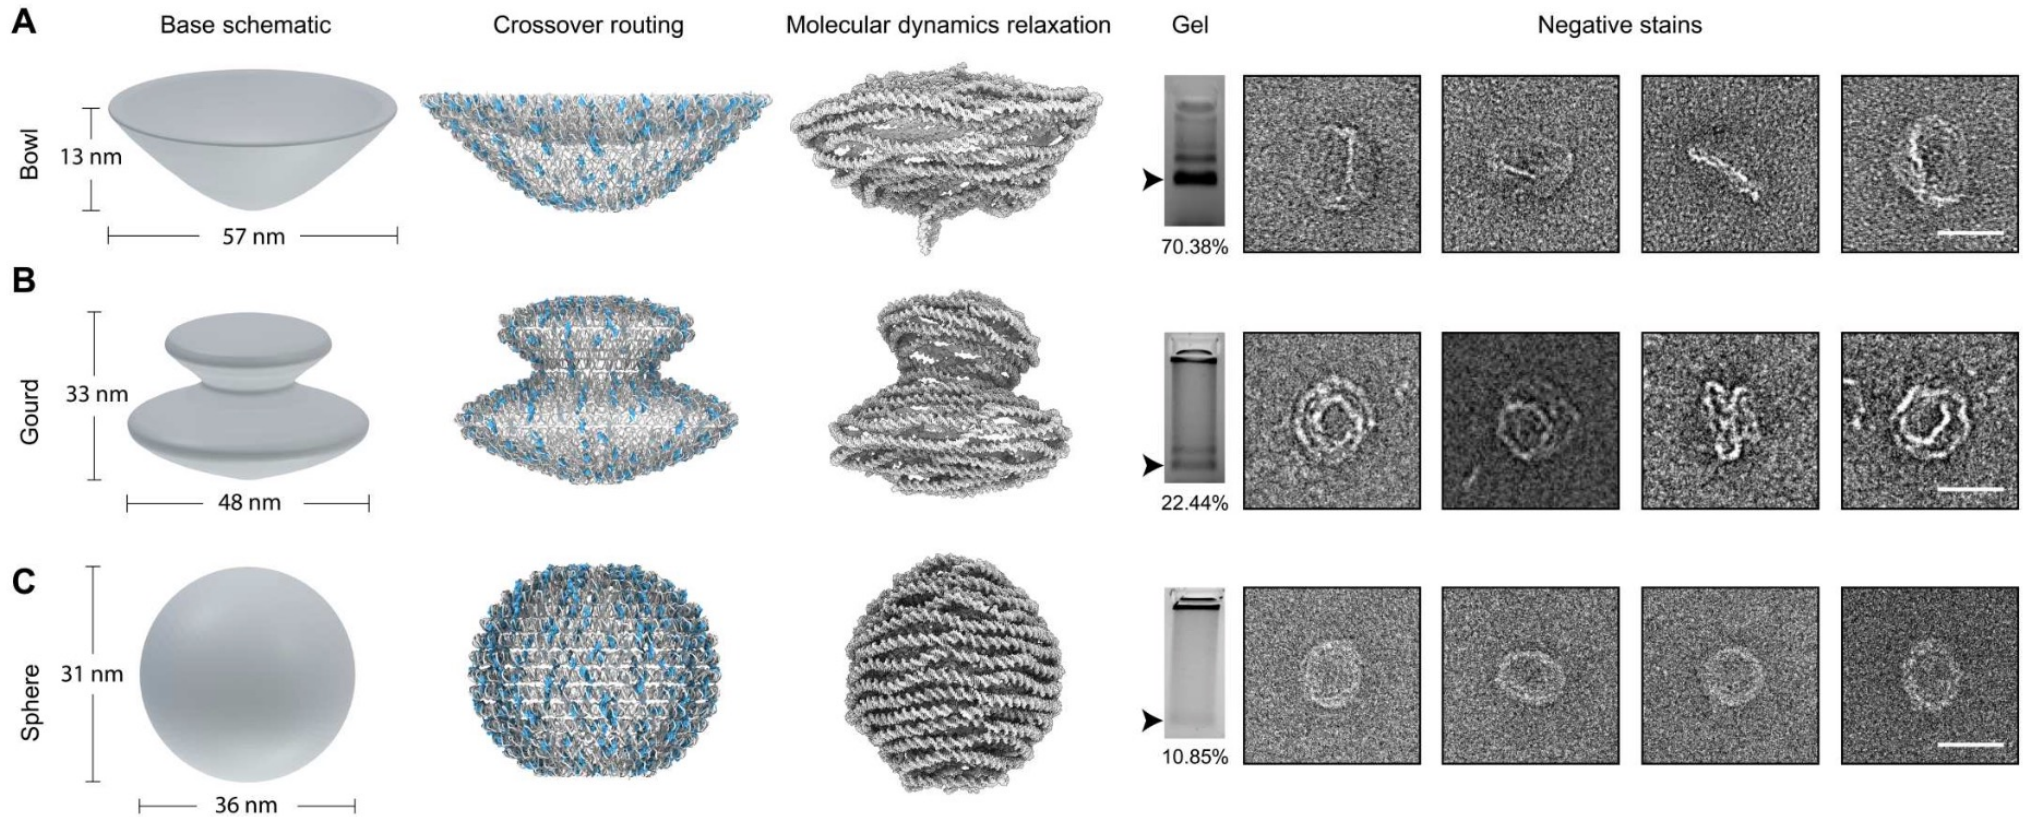 A Base schematic Crossover routing Molecular dynamics relaxation Gel Negative stains
Bowl
13 nm
57 nm
70.38%
B
Gourd
33 nm
48 nm
22.44%
C
Sphere
31 nm
36 nm
10.85%